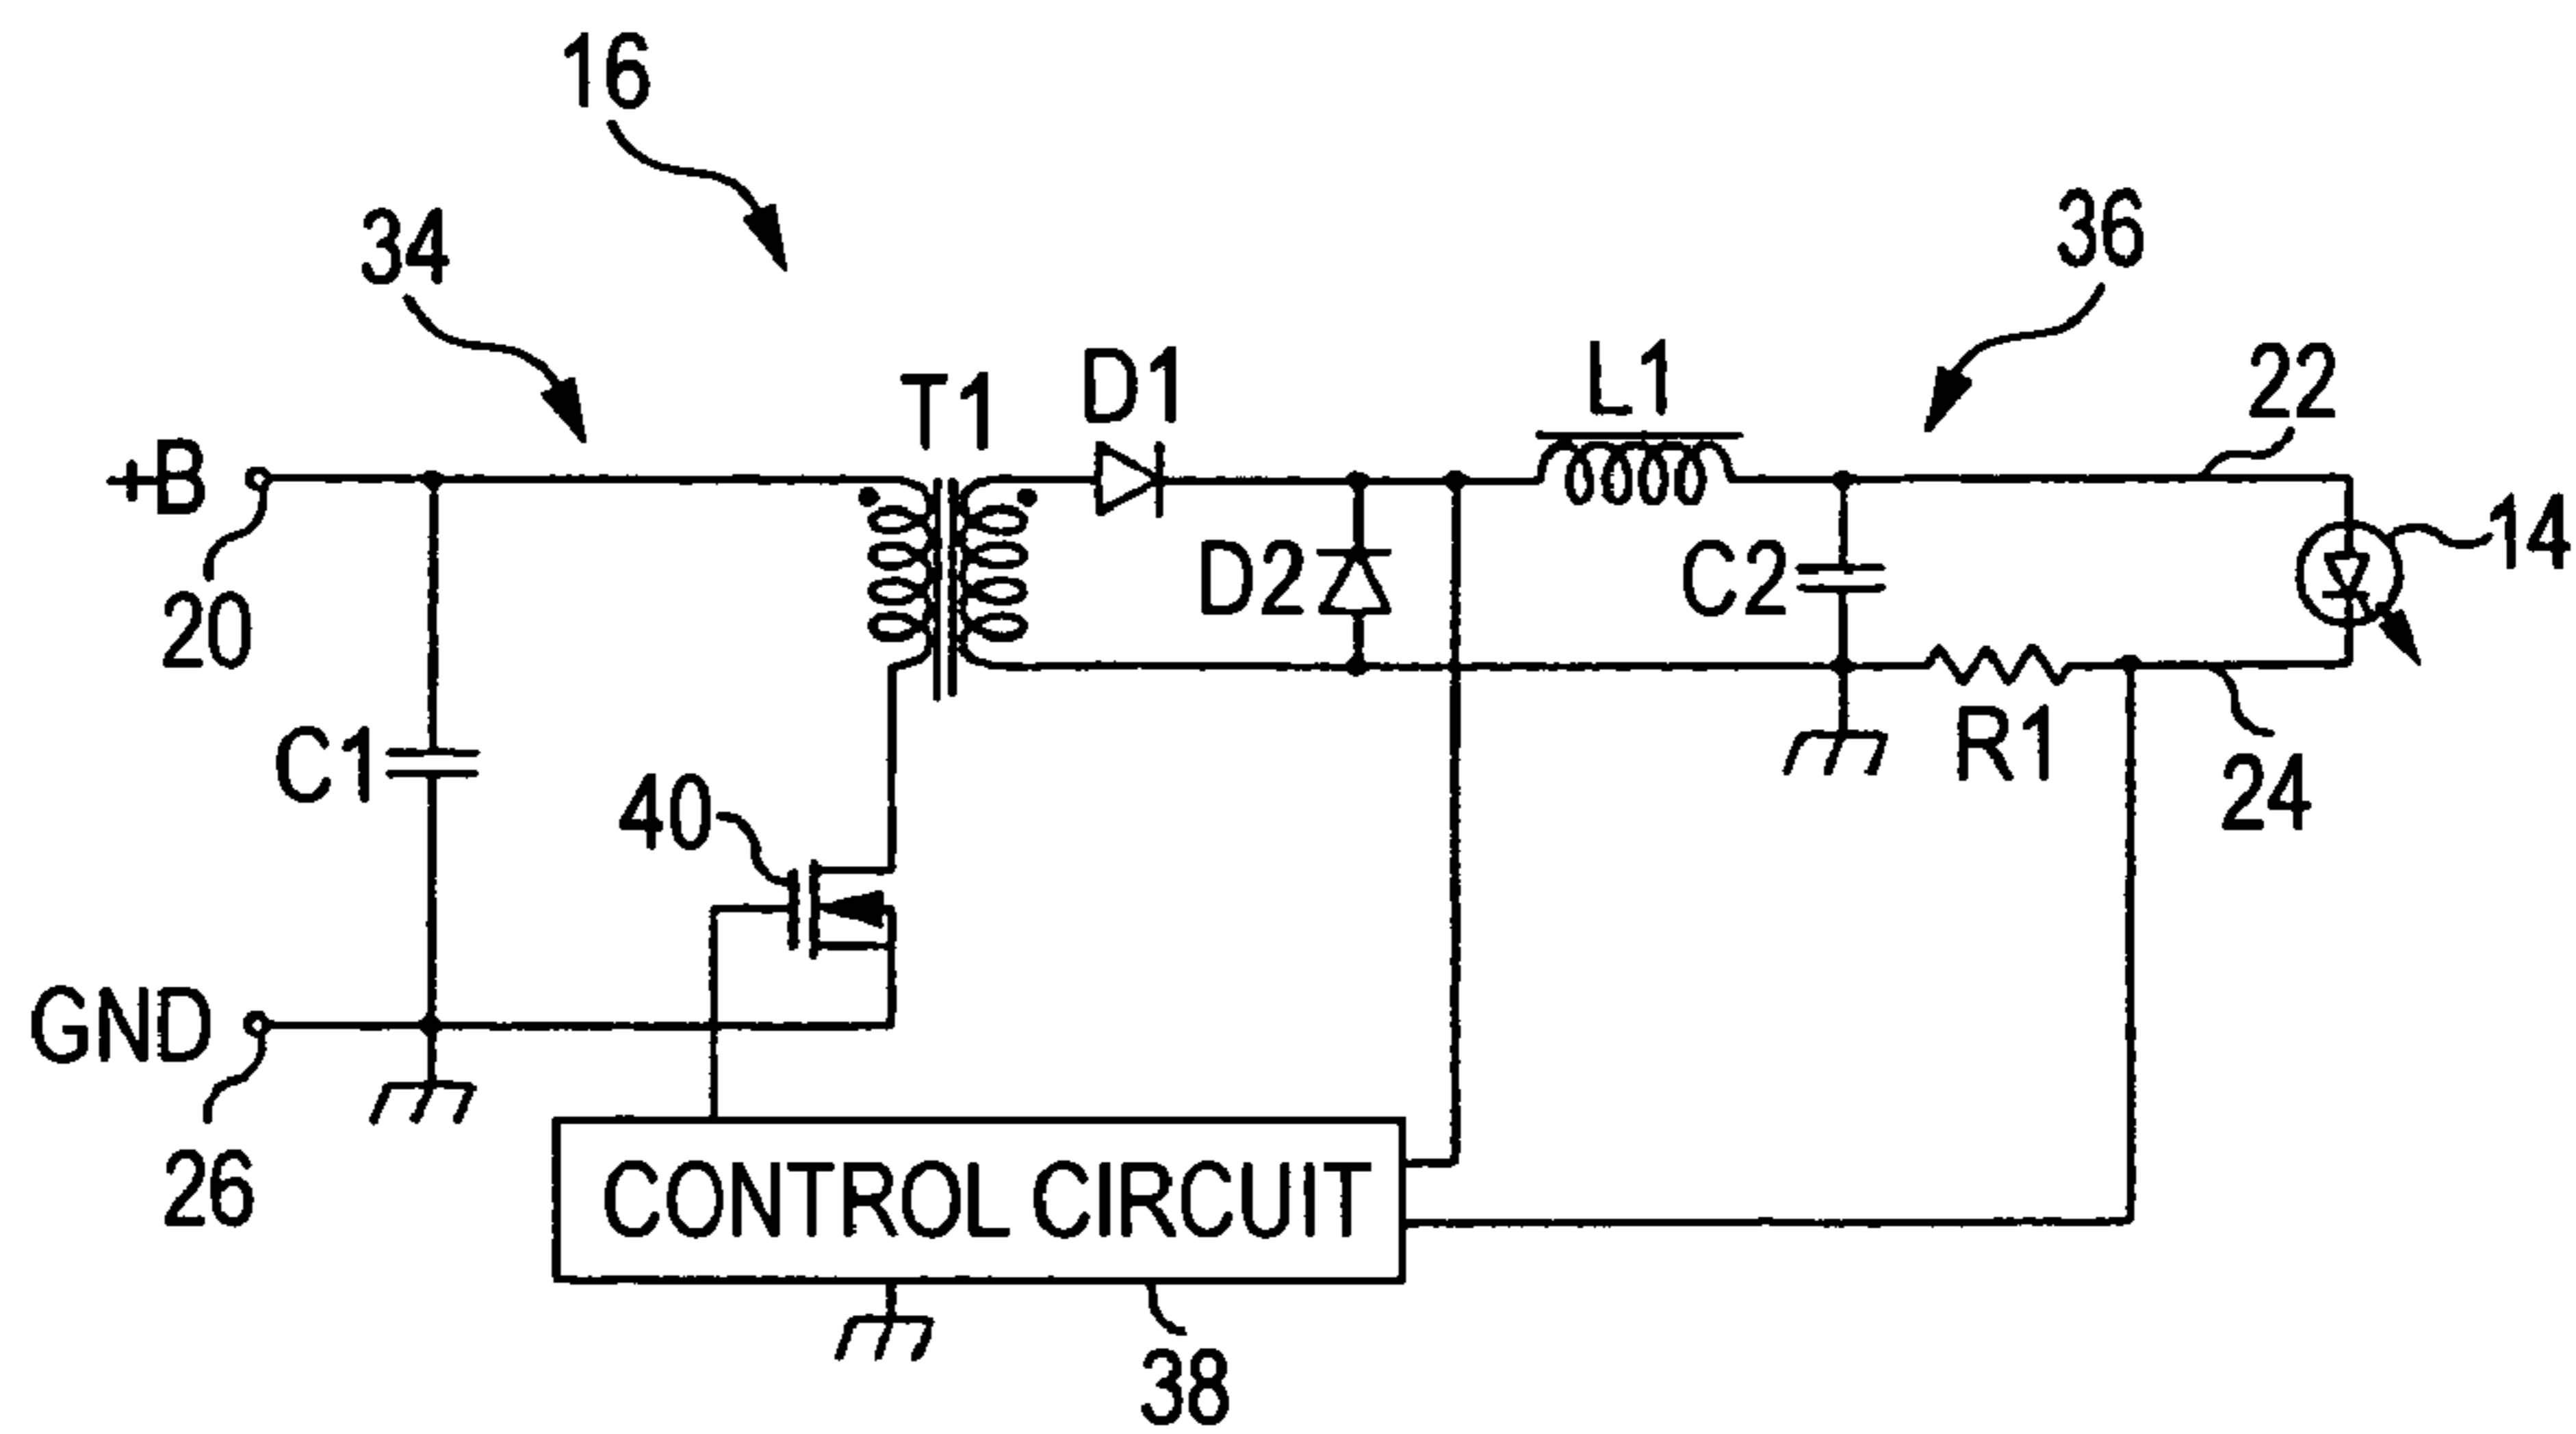 16
34
36
T1
D1
L1
22
+B
14
20
D2
C2
C1
R1
40
24
GND
26
CONTROL CIRCUIT
38